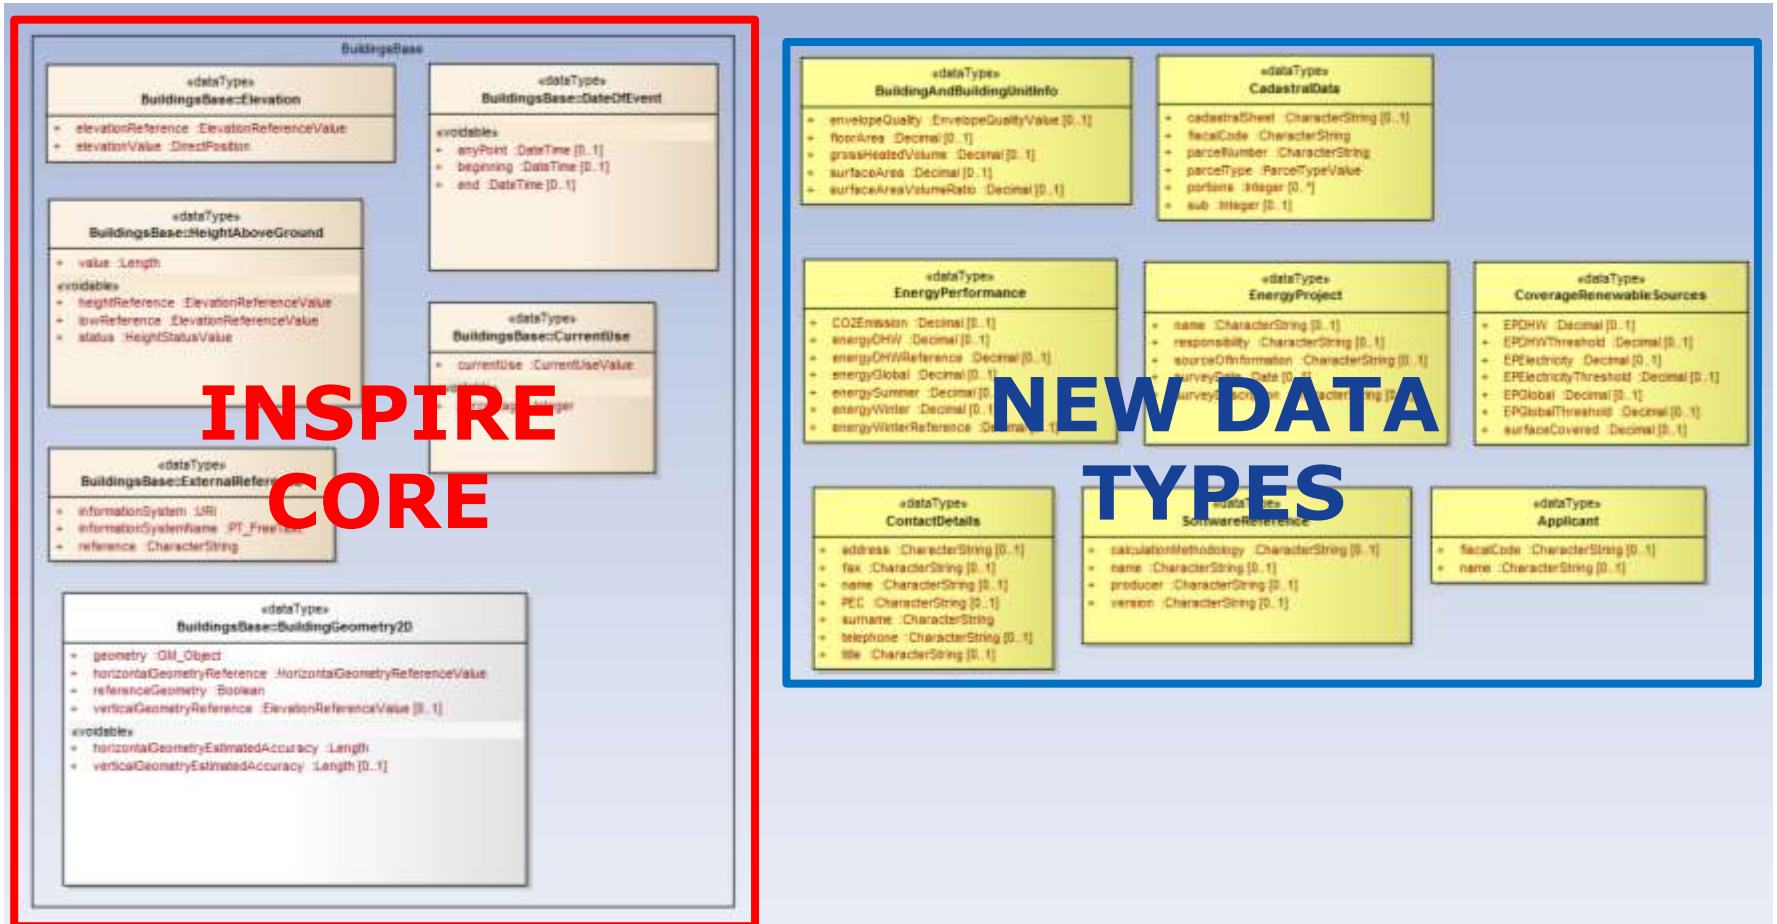 BuildingsBase
«dataType»
BuildingsBase::Elevation
+ elevationReference :ElevationReferenceValue
+ elevationValue :DirectPosition
«dataType»
BuildingsBase::DateOfEvent
«voidable»
+ anyPoint :DateTime [0..1]
+ beginning :DateTime [0..1]
+ end :DateTime [0..1]
«dataType»
BuildingsBase::HeightAboveGround
+ value :Length
«voidable»
+ heightReference :ElevationReferenceValue
+ lowReference :ElevationReferenceValue
+ status :HeightStatusValue
«dataType»
BuildingsBase::CurrentUse
+ currentUse :CurrentUseValue
INSPIRE
CORE
«dataType»
+ informationSystem :URI
+ informationSystemName
+ reference :CharacterString
«dataType»
BuildingsBase::BuildingGeometry2D
+ geometry :GM_Object
+ horizontalGeometryReference :HorizontalGeometryReferenceValue
+ referenceGeometry :Boolean
+ verticalGeometryReference :ElevationReferenceValue [0..1]
«voidable»
+ horizontalGeometryEstimatedAccuracy :Length
+ verticalGeometryEstimatedAccuracy :Length [0..1]
«dataType»
BuildingAndBuildingUnitInfo
+ envelopeQuality :EnvelopeQualityValue [0..1]
+ floorArea :Decimal [0..1]
+ grossHeatedVolume :Decimal [0..1]
+ surfaceArea :Decimal [0..1]
+ surfaceAreaVolumeRatio :Decimal [0..1]
«dataType»
CadastralData
+ cadastralSheet :CharacterString [0..1]
+ fiscalCode :CharacterString
+ parcelNumber :CharacterString
+ parcelType :ParcelTypeValue
+ portions :Integer [0..*]
+ sub :Integer [0..1]
«dataType»
EnergyPerformance
+ CO2Emission :Decimal [0..1]
+ energyDHW :Decimal [0..1]
+ energyDHWReference :Decimal [0..1]
+ energyGlobal :Decimal [0..1]
+ energySummer :Decimal
+ energyWinter :Decimal
+ energyWinterReference
«dataType»
EnergyProject
+ name :CharacterString [0..1]
+ responsibility :CharacterString [0..1]
+ sourceOfInformation :CharacterString [0..1]
«dataType»
CoverageRenewableSources
+ EPDHW :Decimal [0..1]
+ EPDHWThreshold :Decimal [0..1]
+ EPElectricity :Decimal [0..1]
+ EPElectricityThreshold :Decimal [0..1]
+ EPGlobal :Decimal [0..1]
+ EPGlobalThreshold :Decimal [0..1]
+ surfaceCovered :Decimal [0..1]
NEW DATA
TYPES
«dataType»
ContactDetails
+ address :CharacterString [0..1]
+ fax :CharacterString [0..1]
+ name :CharacterString [0..1]
+ PEC :CharacterString [0..1]
+ surname :CharacterString
+ telephone :CharacterString [0..1]
+ title :CharacterString [0..1]
SoftwareReference
+ calculationMethodology :CharacterString [0..1]
+ name :CharacterString [0..1]
+ producer :CharacterString [0..1]
+ version :CharacterString [0..1]
«dataType»
Applicant
+ fiscalCode :CharacterString [0..1]
+ name :CharacterString [0..1]